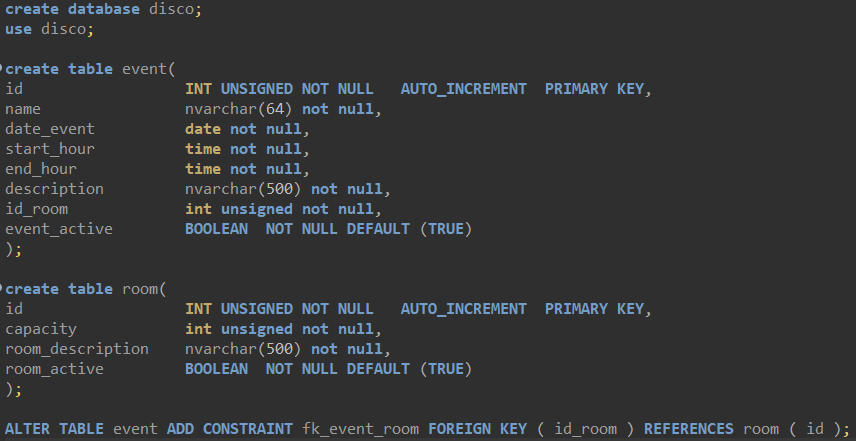 create database disco;
use disco;
create table event(
id INT UNSIGNED NOT NULL AUTO_INCREMENT PRIMARY KEY,
name nvarchar(64) not null,
date_event date not null,
start_hour time not null,
end_hour time not null,
description nvarchar(500) not null,
id_room int unsigned not null,
event_active BOOLEAN NOT NULL DEFAULT (TRUE)
);
create table room(
id INT UNSIGNED NOT NULL AUTO_INCREMENT PRIMARY KEY,
capacity int unsigned not null,
room_description nvarchar(500) not null,
room_active BOOLEAN NOT NULL DEFAULT (TRUE)
);
ALTER TABLE event ADD CONSTRAINT fk_event_room FOREIGN KEY ( id_room ) REFERENCES room ( id );